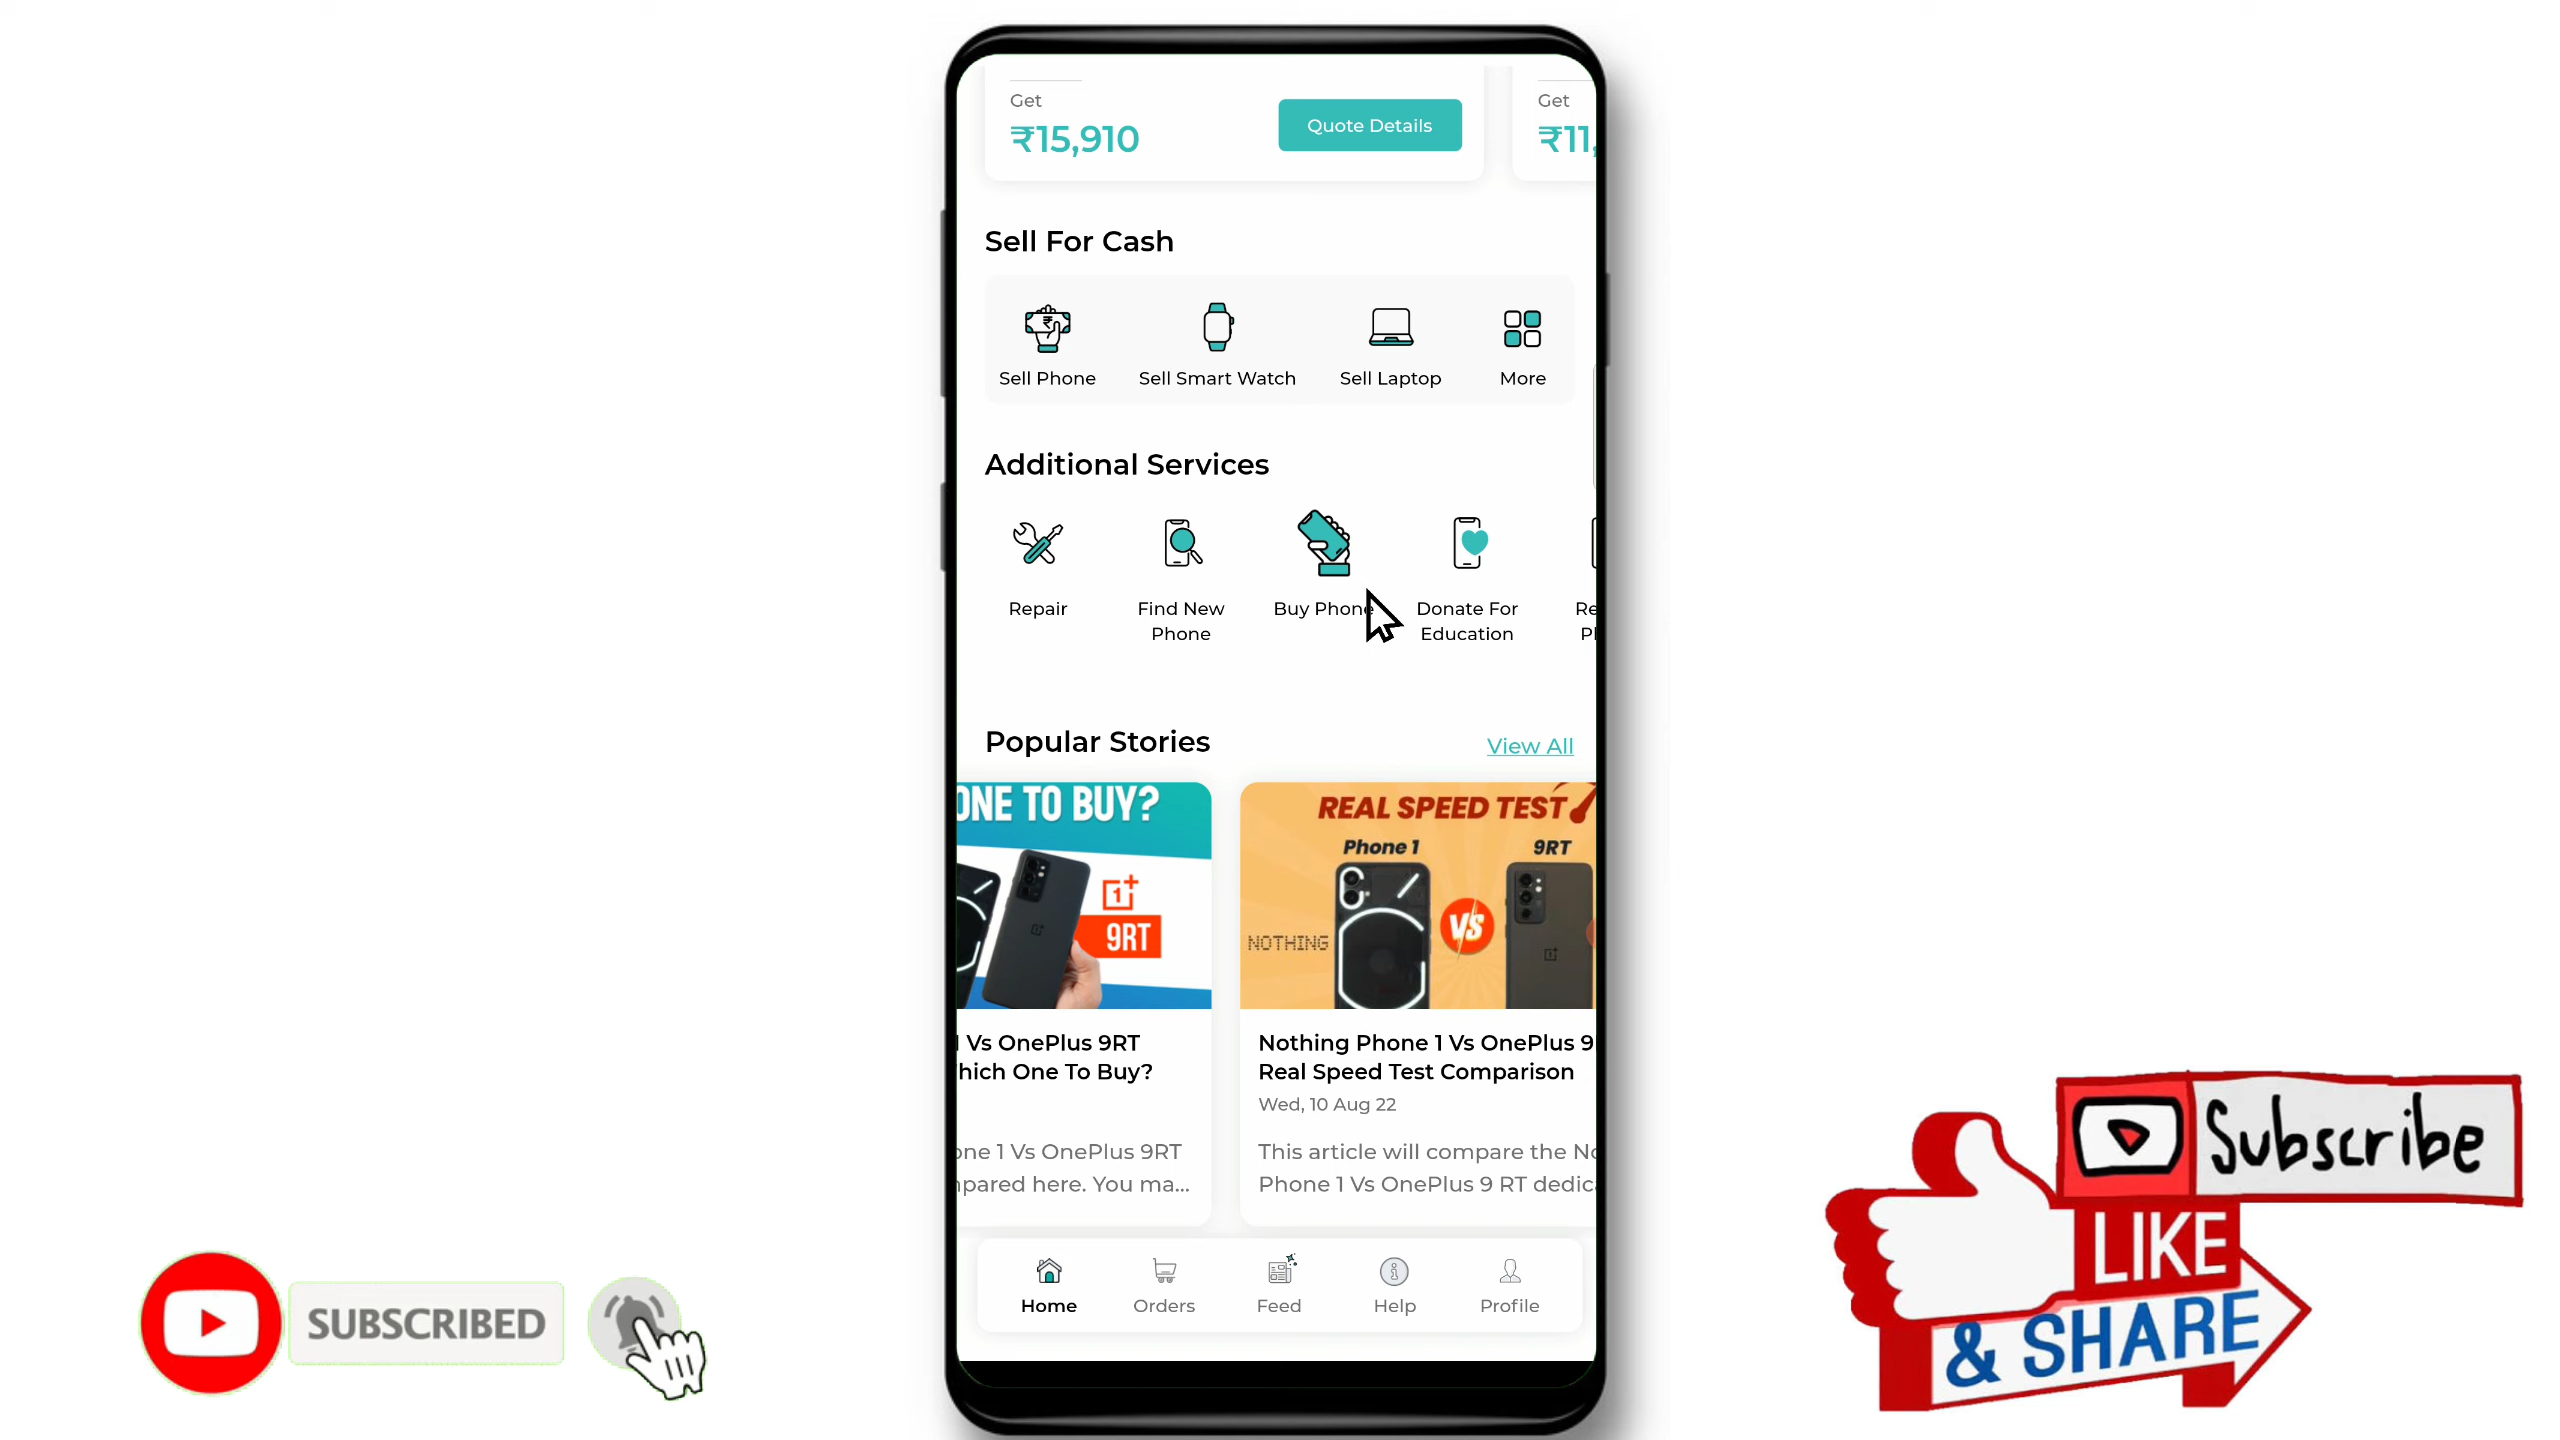 Get
₹15,910
Quote Details
Get
₹11,
Sell For Cash
Sell Phone
Sell Smart Watch
Sell Laptop
More
Additional Services
Repair
Find New
Phone
Buy Phone
Donate For
Education
Popular Stories
View All
ONE TO BUY?
9RT
REAL SPEED TEST
Phone 1
9RT
NOTHING
VS
Vs OnePlus 9RT
hich One To Buy?
one 1 Vs OnePlus 9RT
pared here. You ma...
Nothing Phone 1 Vs OnePlus 9
Real Speed Test Comparison
Wed, 10 Aug 22
This article will compare the No
Phone 1 Vs OnePlus 9 RT dedic
Home
Orders
Feed
Help
Profile
SUBSCRIBED
Subscribe
LIKE
& SHARE